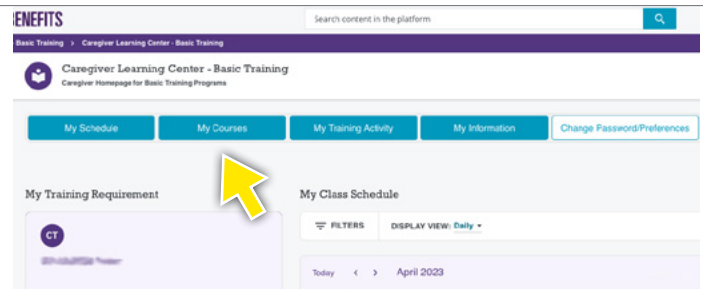 BENEFITS
Search content in the platform
Basic Training > Caregiver Learning Center - Basic Training
Caregiver Learning Center - Basic Training
Caregiver Homepage for Basic Training Programs
My Schedule
My Courses
My Training Activity
My Information
Change Password/Preferences
My Training Requirement
My Class Schedule
FILTERS
DISPLAY VIEW: Daily
CT
Today < > April 2023